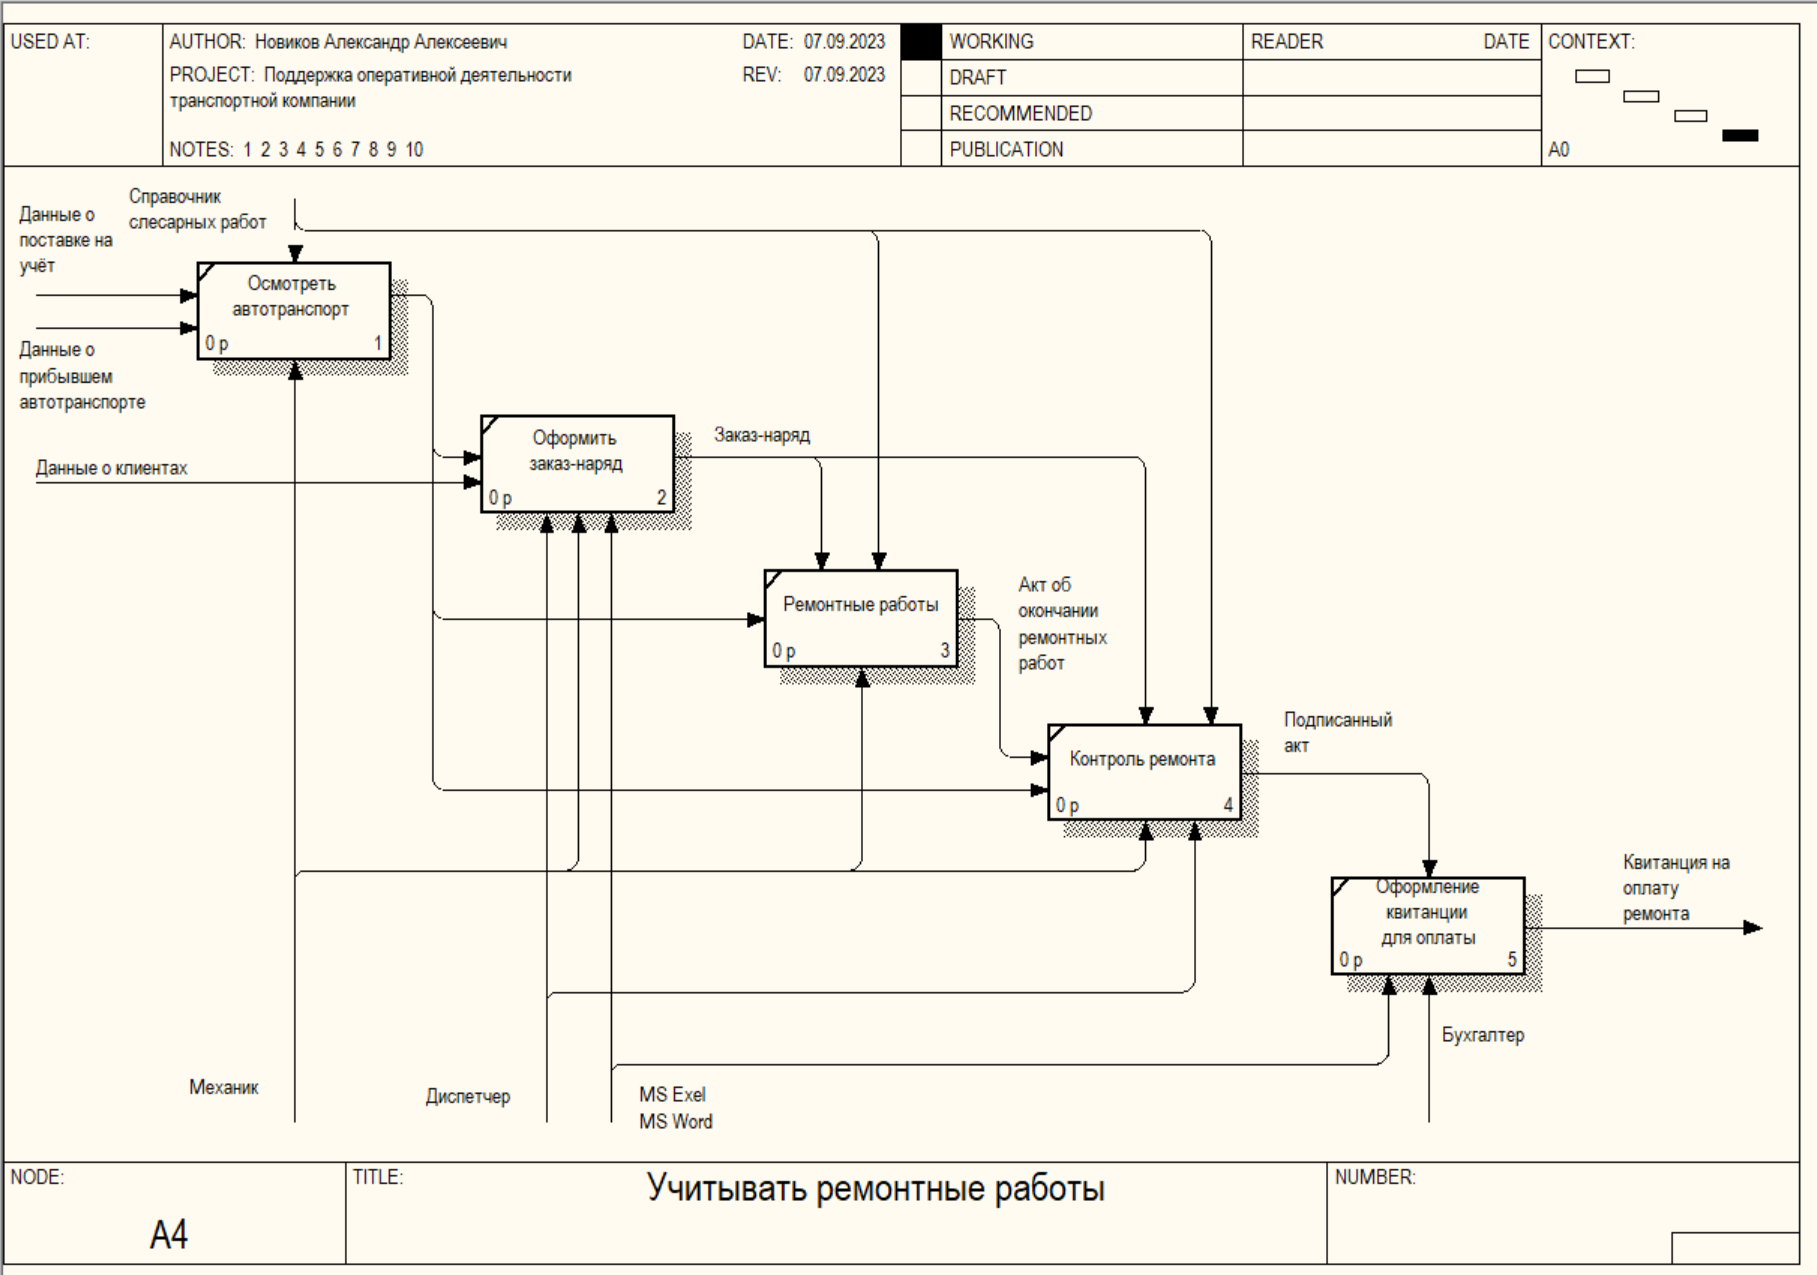 USED AT:
AUTHOR: Новиков Александр Алексеевич
DATE: 07.09.2023
PROJECT: Поддержка оперативной деятельности
транспортной компании
REV: 07.09.2023
NOTES: 1 2 3 4 5 6 7 8 9 10
WORKING
DRAFT
RECOMMENDED
PUBLICATION
READER
DATE
CONTEXT:
A0
Справочник
слесарных работ
Данные о
поставке на
учёт
Осмотреть
автотранспорт
0 р
1
Данные о
прибывшем
автотранспорте
Данные о клиентах
Оформить
заказ-наряд
0 р
2
Заказ-наряд
Ремонтные работы
0 р
3
Акт об
окончании
ремонтных
работ
Контроль ремонта
0 р
4
Подписанный
акт
Оформление
квитанции
для оплаты
0 р
5
Квитанция на
оплату
ремонта
Бухгалтер
Механик
Диспетчер
MS Exel
MS Word
NODE:
A4
TITLE:
Учитывать ремонтные работы
NUMBER: